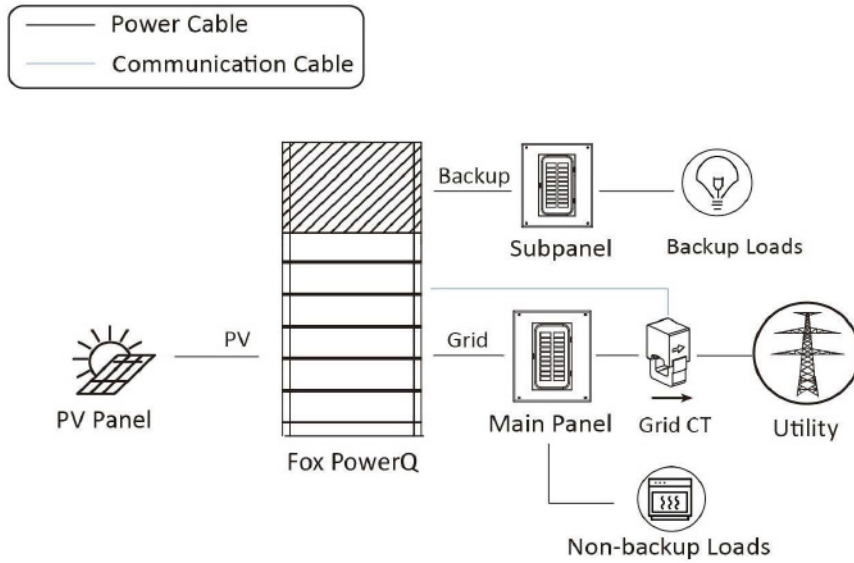 Power Cable
Communication Cable
Backup
Subpanel
Backup Loads
PV
Grid
PV Panel
Main Panel
Grid CT
Utility
Fox PowerQ
Non-backup Loads